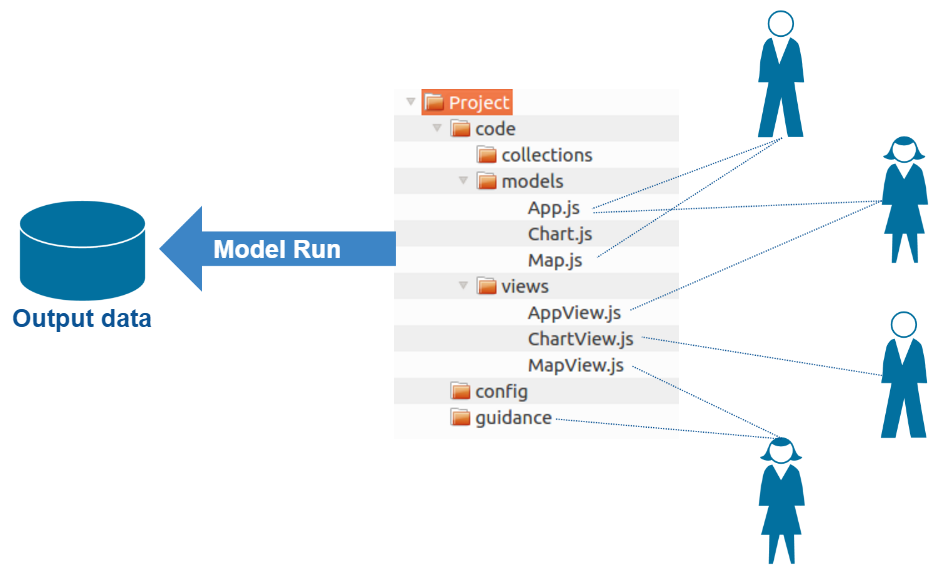 Project
code
collections
models
App.js
Chart.js
Map.js
views
AppView.js
ChartView.js
MapView.js
config
guidance
Model Run
Output data